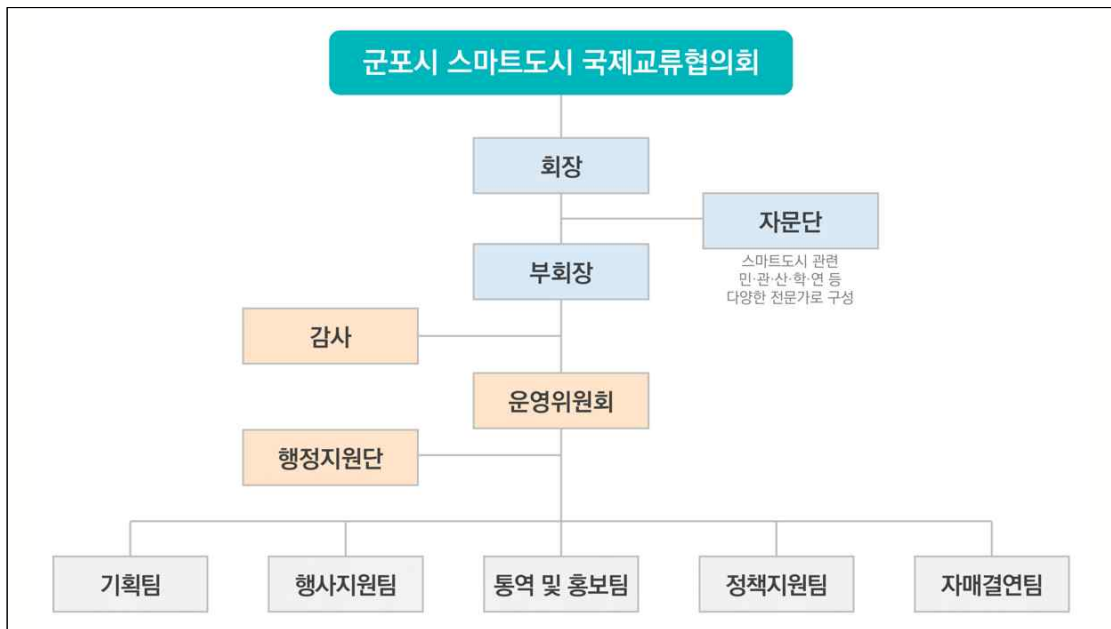 군포시 스마트도시 국제교류협의회
회장
자문단
스마트도시 관련
민·관·산·학·연 등
다양한 전문가로 구성
부회장
감사
운영위원회
행정지원단
기획팀
행사지원팀
통역 및 홍보팀
정책지원팀
자매결연팀